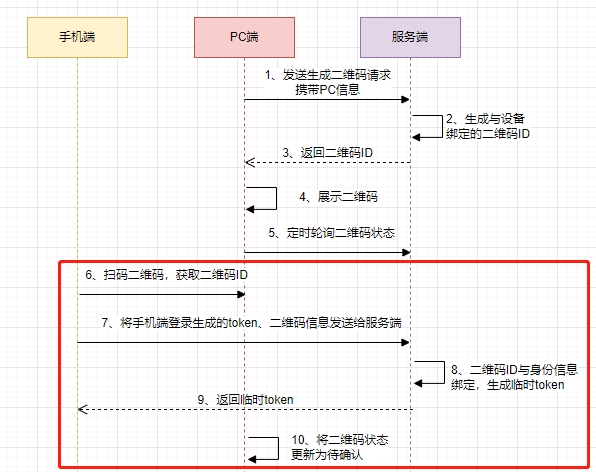 手机端
PC端
服务端
1、发送生成二维码请求
携带PC信息
2、生成与设备
绑定的二维码ID
3、返回二维码ID
4、展示二维码
5、定时轮询二维码状态
6、扫码二维码，获取二维码ID
7、将手机端登录生成的token、二维码信息发送给服务端
8、二维码ID与身份信息
绑定，生成临时token
9、返回临时token
10、将二维码状态
更新为待确认